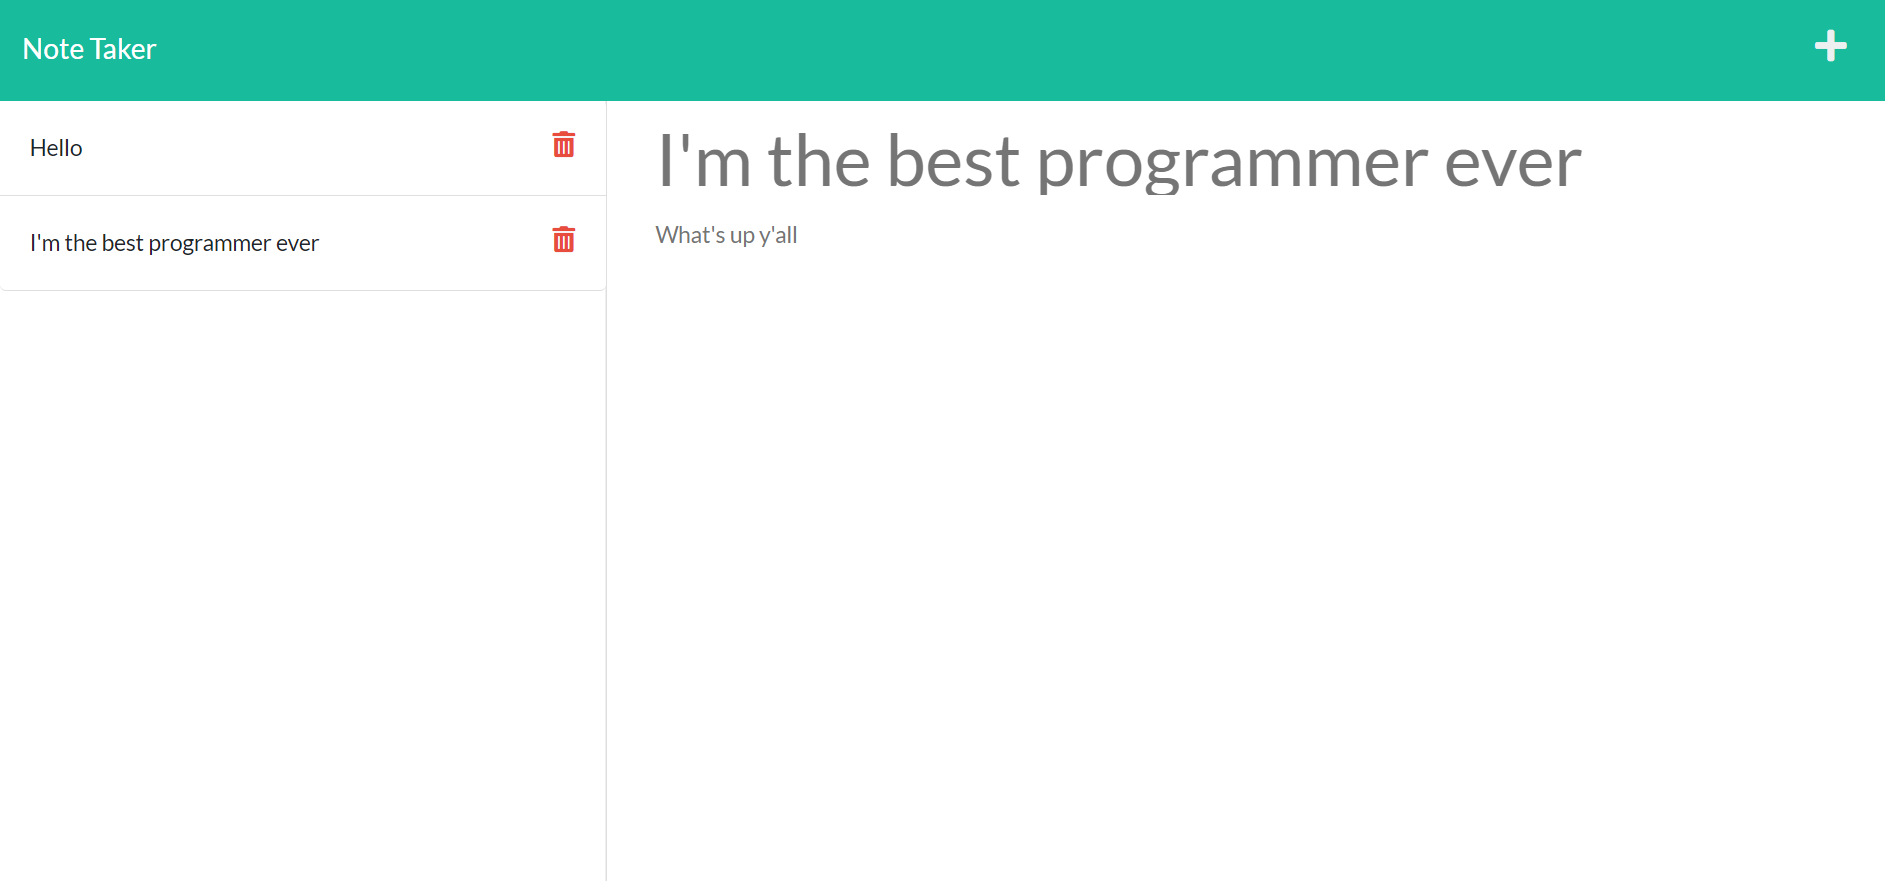 Note Taker
Hello
I'm the best programmer ever
I'm the best programmer ever
What's up y'all